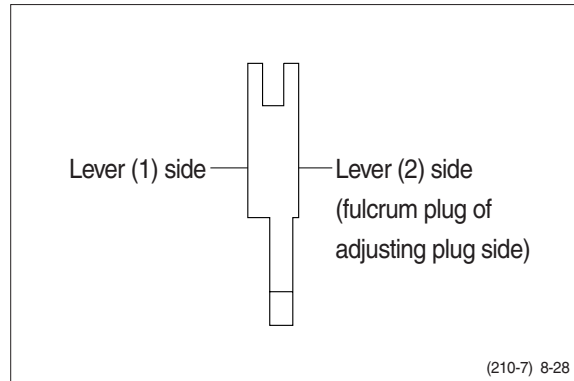 Lever (1) side
Lever (2) side
(fulcrum plug of
adjusting plug side)
(210-7) 8-28